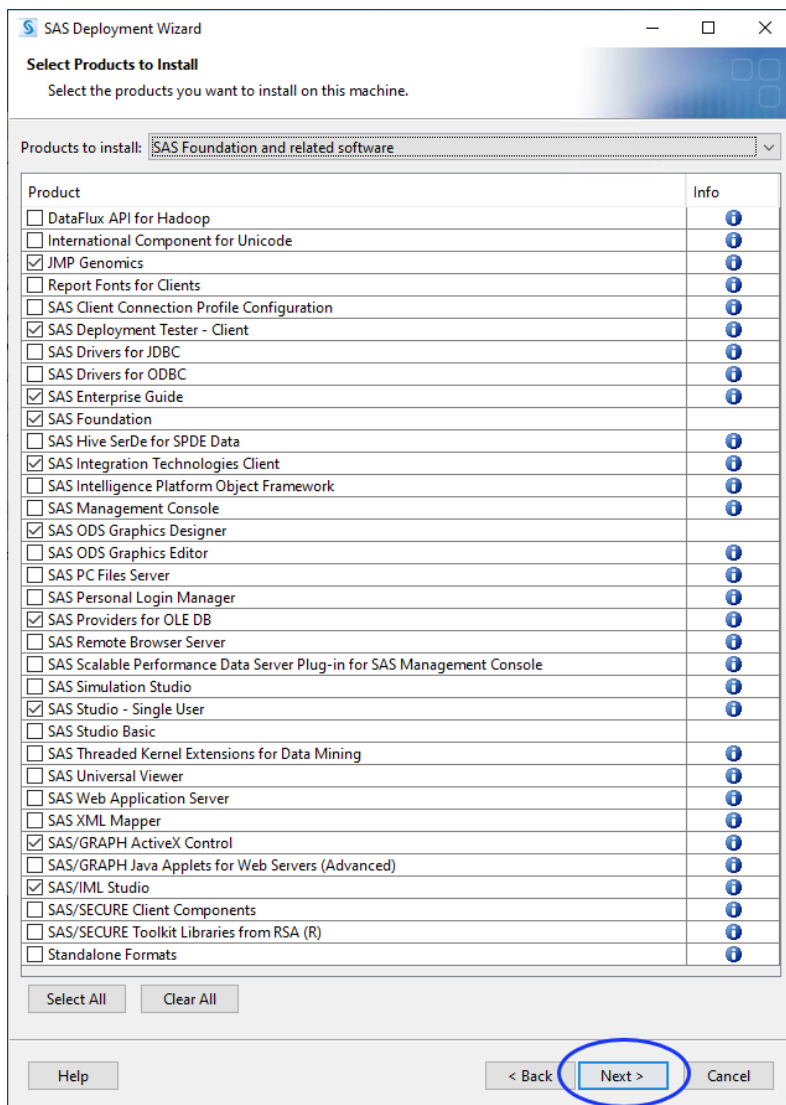 SAS Deployment Wizard
Select Products to Install
Select the products you want to install on this machine.
Products to install: SAS Foundation and related software
Product Info
DataFlux API for Hadoop
International Component for Unicode
JMP Genomics
Report Fonts for Clients
SAS Client Connection Profile Configuration
SAS Deployment Tester - Client
SAS Drivers for JDBC
SAS Drivers for ODBC
SAS Enterprise Guide
SAS Foundation
SAS Hive SerDe for SPDE Data
SAS Integration Technologies Client
SAS Intelligence Platform Object Framework
SAS Management Console
SAS ODS Graphics Designer
SAS ODS Graphics Editor
SAS PC Files Server
SAS Personal Login Manager
SAS Providers for OLE DB
SAS Remote Browser Server
SAS Scalable Performance Data Server Plug-in for SAS Management Console
SAS Simulation Studio
SAS Studio - Single User
SAS Studio Basic
SAS Threaded Kernel Extensions for Data Mining
SAS Universal Viewer
SAS Web Application Server
SAS XML Mapper
SAS/GRAPH ActiveX Control
SAS/GRAPH Java Applets for Web Servers (Advanced)
SAS/IML Studio
SAS/SECURE Client Components
SAS/SECURE Toolkit Libraries from RSA (R)
Standalone Formats
Select All Clear All
Help < Back Next > Cancel